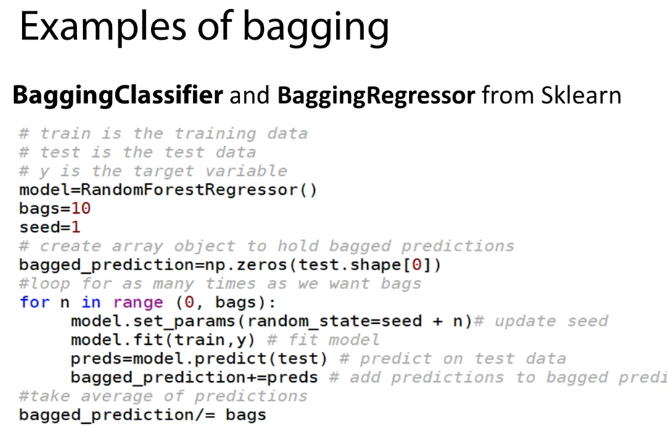 Examples of bagging
BaggingClassifier and BaggingRegressor from Sklearn
# train is the training data
# test is the test data
# y is the target variable
model=RandomForestRegressor()
bags=10
seed=1
# create array object to hold bagged predictions
bagged_prediction=np.zeros(test.shape[0])
#loop for as many times as we want bags
for n in range (0, bags):
model.set_params(random_state=seed + n)# update seed
model.fit(train,y) # fit model
preds=model.predict(test) # predict on test data
bagged_prediction+=preds # add predictions to bagged predi
#take average of predictions
bagged_prediction/= bags